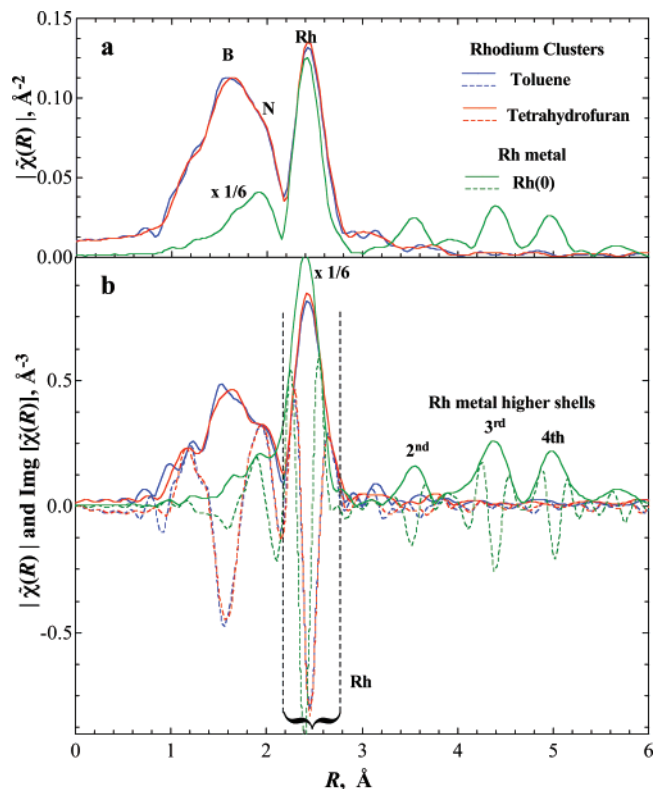 0.15
a
B
Rh
Rhodium Clusters
Toluene
N
0.10
Tetrahydrofuran
Rh metal
x 1/6
Rh(0)
0.05
0.00
| χ̃(R) |, Å-2
b
x 1/6
Rh metal higher shells
0.5
2nd
3rd
4th
0.0
-0.5
Rh
| χ̃(R) | and Img [χ̃(R)], Å-3
0 1 2 3 4 5 6
R, Å